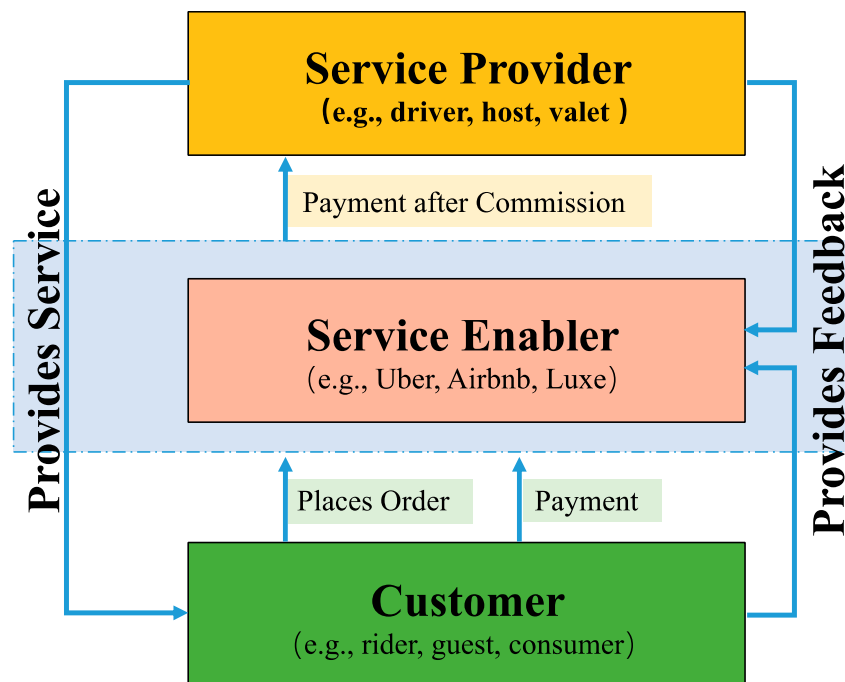 Service Provider
(e.g., driver, host, valet )
Payment after Commission
Provides Service
Provides Feedback
Service Enabler
(e.g., Uber, Airbnb, Luxe)
Places Order
Payment
Customer
(e.g., rider, guest, consumer)